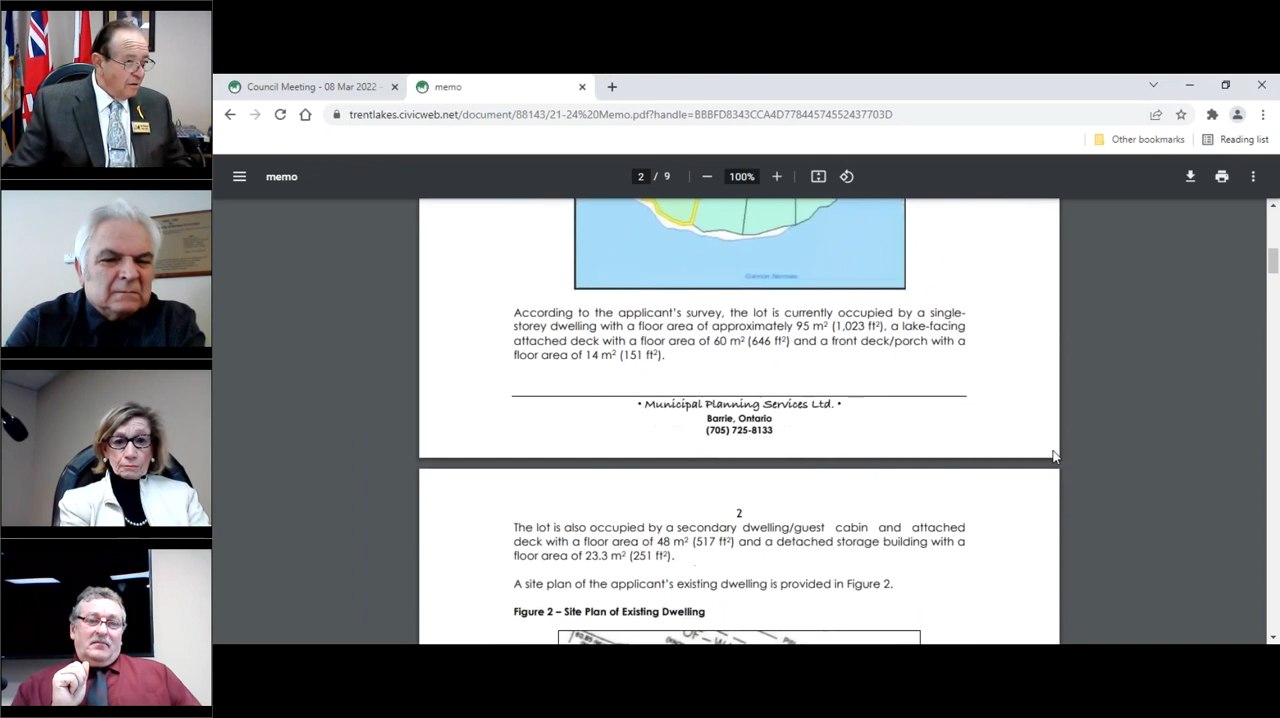 Council Meeting - 08 Mar 2022
memo
trentlakes.civicweb.net/document/88143/21-24%20Memo.pdf?handle=BBBFD8343CCA4D77844574552437703D
Other bookmarks
Reading list
memo
2 / 9
100%
According to the applicant's survey, the lot is currently occupied by a single-
storey dwelling with a floor area of approximately 95 m² (1,023 ft²), a lake-facing
attached deck with a floor area of 60 m² (646 ft²) and a front deck/porch with a
floor area of 14 m² (151 ft²).
• Municipal Planning Services Ltd. •
Barrie, Ontario
(705) 725-8133
2
The lot is also occupied by a secondary dwelling/guest cabin and attached
deck with a floor area of 48 m² (517 ft²) and a detached storage building with a
floor area of 23.3 m² (251 ft²).
A site plan of the applicant's existing dwelling is provided in Figure 2.
Figure 2 – Site Plan of Existing Dwelling